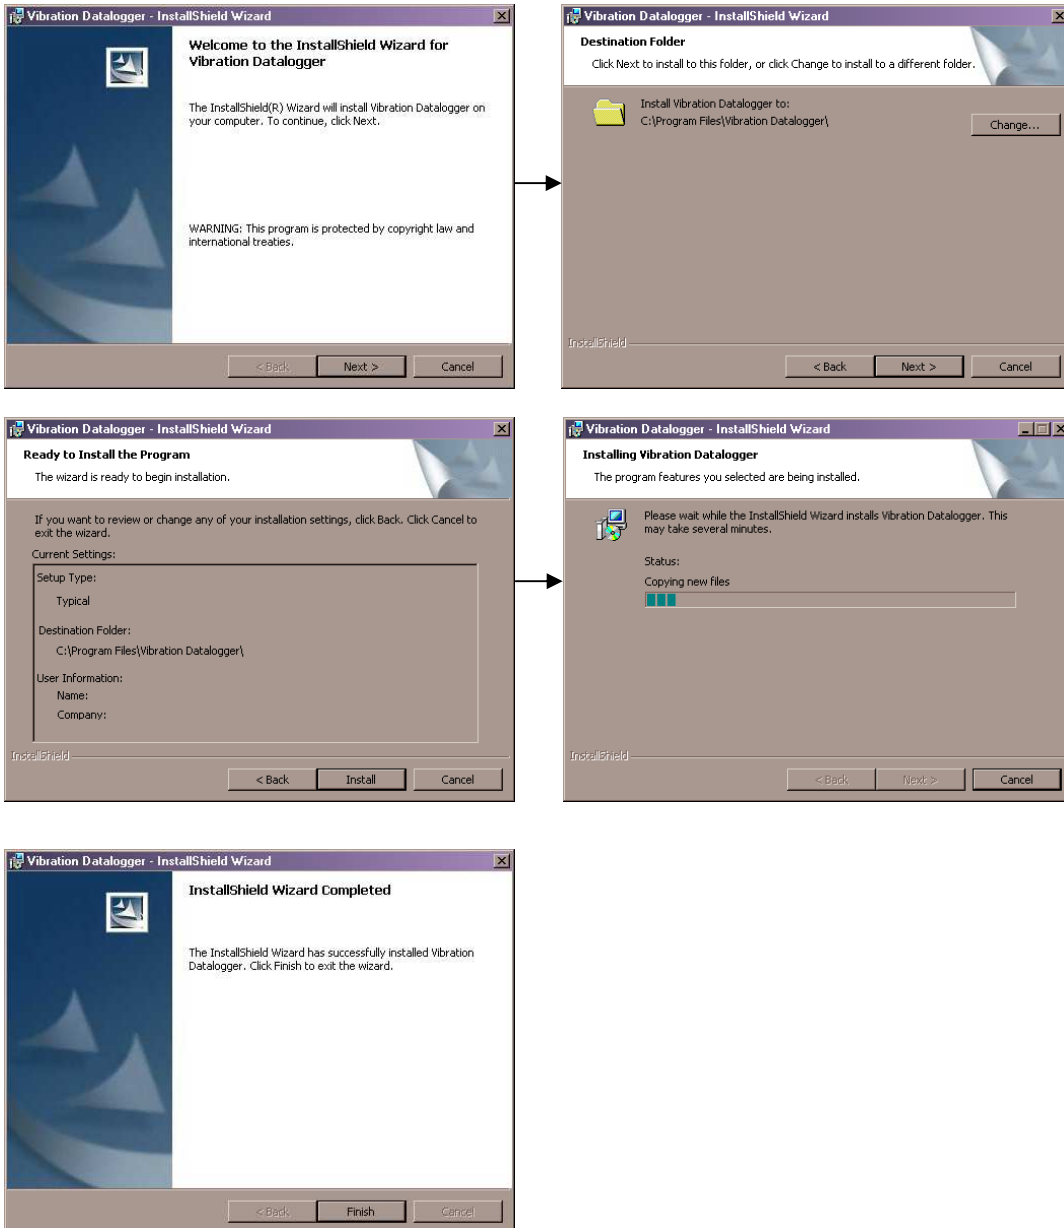 Vibration Datalogger - InstallShield Wizard
Welcome to the InstallShield Wizard for
Vibration Datalogger
The InstallShield(R) Wizard will install Vibration Datalogger on
your computer. To continue, click Next.
WARNING: This program is protected by copyright law and
international treaties.
< Back
Next >
Cancel
Vibration Datalogger - InstallShield Wizard
Destination Folder
Click Next to install to this folder, or click Change to install to a different folder.
Install Vibration Datalogger to:
C:\Program Files\Vibration Datalogger\
Change...
InstallShield
< Back
Next >
Cancel
Vibration Datalogger - InstallShield Wizard
Ready to Install the Program
The wizard is ready to begin installation.
If you want to review or change any of your installation settings, click Back. Click Cancel to
exit the wizard.
Current Settings:
Setup Type:
Typical
Destination Folder:
C:\Program Files\Vibration Datalogger\
User Information:
Name:
Company:
InstallShield
< Back
Install
Cancel
Vibration Datalogger - InstallShield Wizard
Installing Vibration Datalogger
The program features you selected are being installed.
Please wait while the InstallShield Wizard installs Vibration Datalogger. This
may take several minutes.
Status:
Copying new files
InstallShield
< Back
Next >
Cancel
Vibration Datalogger - InstallShield Wizard
InstallShield Wizard Completed
The InstallShield Wizard has successfully installed Vibration
Datalogger. Click Finish to exit the wizard.
< Back
Finish
Cancel